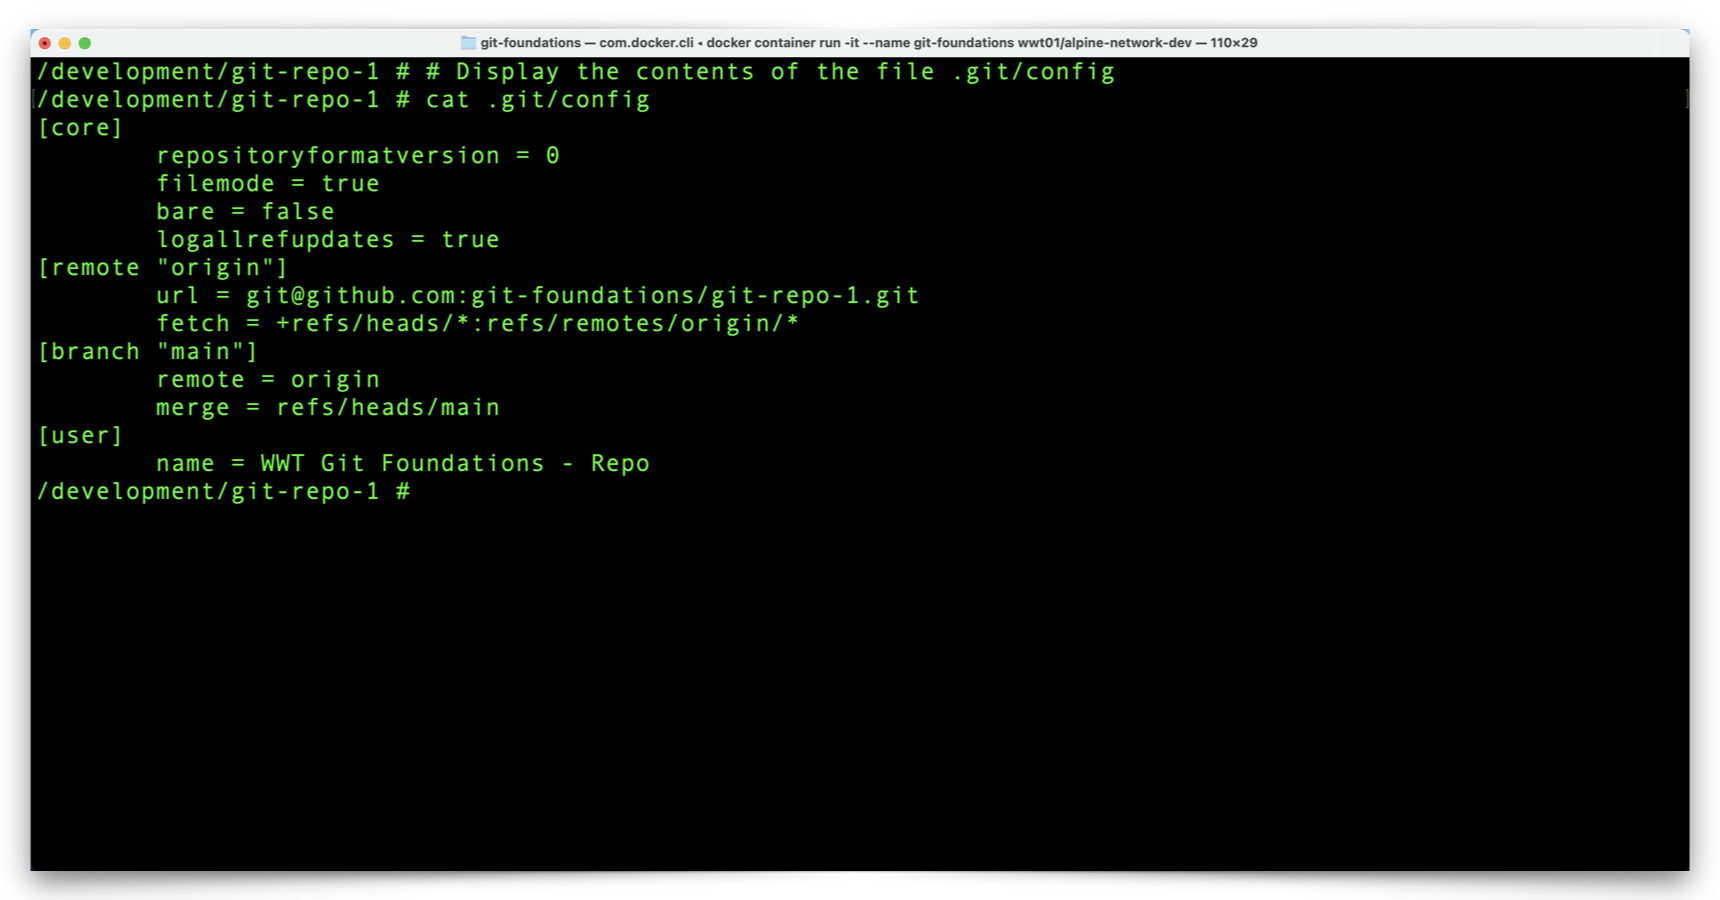 git-foundations — com.docker.cli ◂ docker container run -it --name git-foundations wwt01/alpine-network-dev — 110×29
/development/git-repo-1 # # Display the contents of the file .git/config
/development/git-repo-1 # cat .git/config
[core]
        repositoryformatversion = 0
        filemode = true
        bare = false
        logallrefupdates = true
[remote "origin"]
        url = git@github.com:git-foundations/git-repo-1.git
        fetch = +refs/heads/*:refs/remotes/origin/*
[branch "main"]
        remote = origin
        merge = refs/heads/main
[user]
        name = WWT Git Foundations - Repo
/development/git-repo-1 #